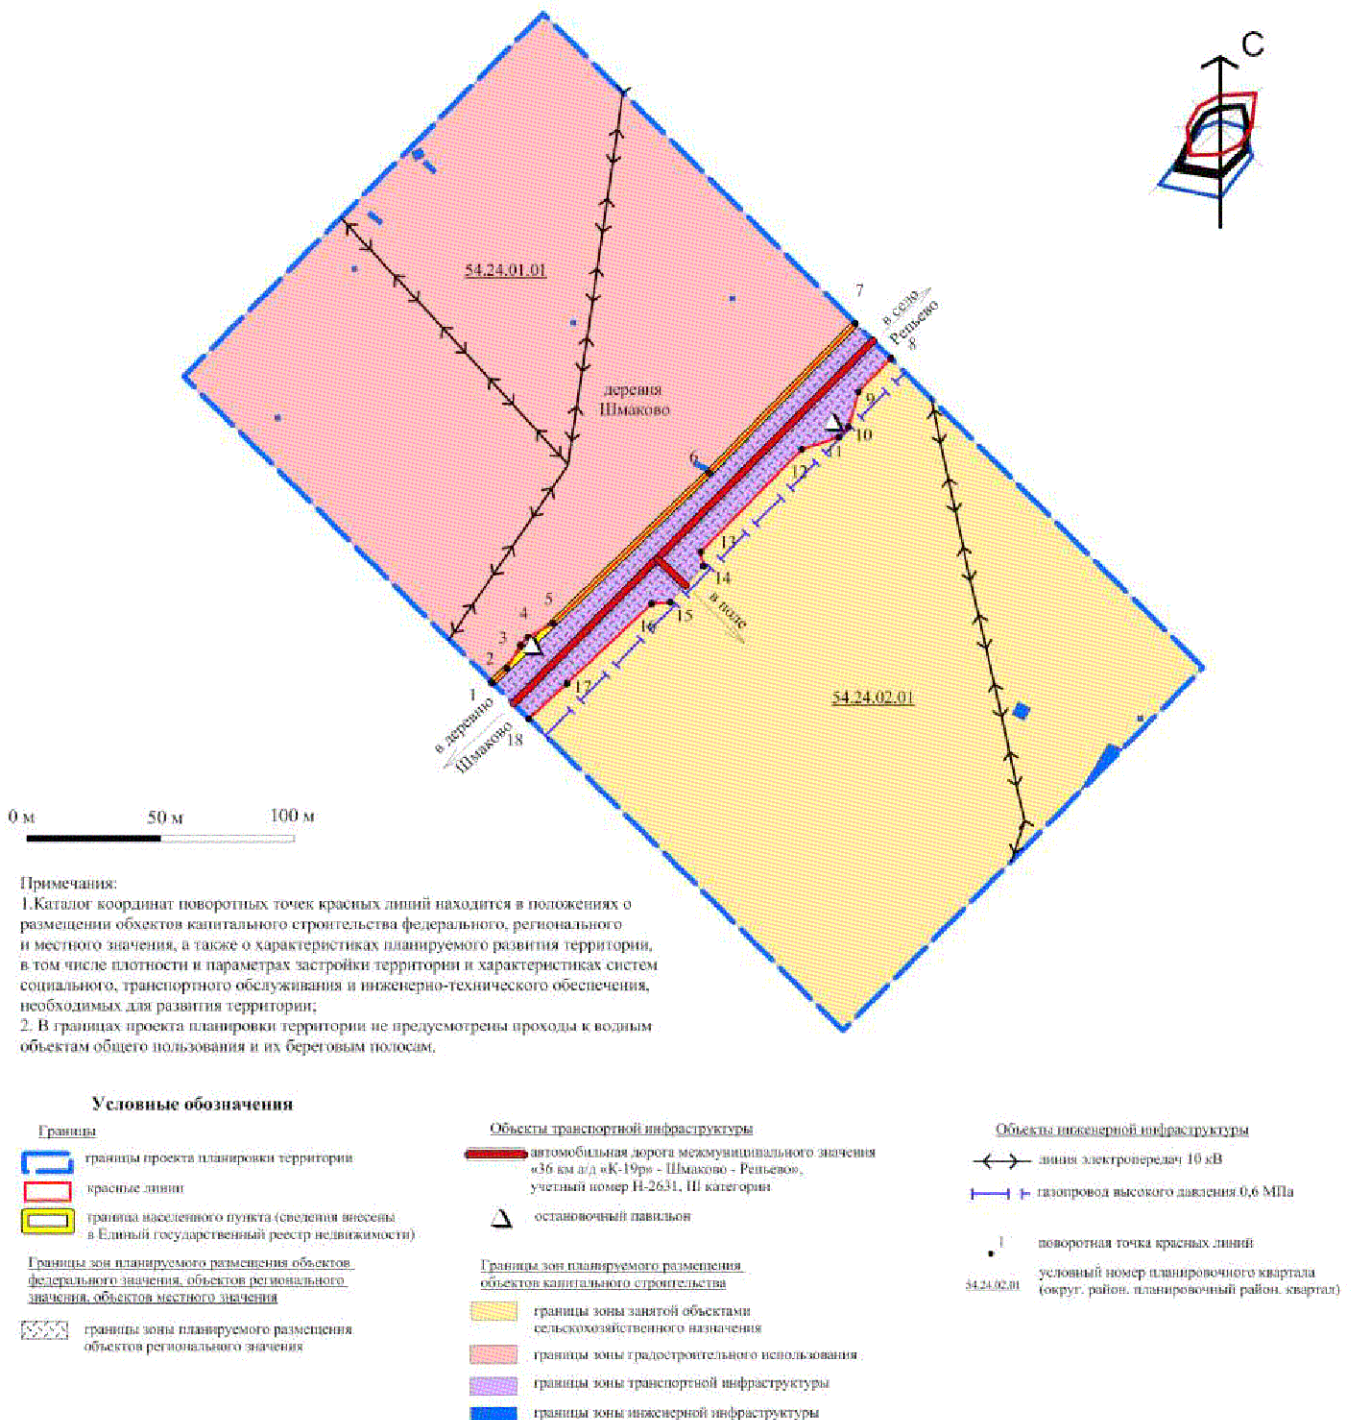 С
54.24.01.01
деревня
Шмаково
7
в село
Репьево
8
9
10
11
12
6
13
14
в поле
5
4
3
2
1
15
16
17
18
в деревню
Шмаково
54.24.02.01
0 м 50 м 100 м
Примечания:
1.Каталог координат поворотных точек красных линий находится в положениях о
размещении обхектов капитального строительства федерального, регионального
и местного значения, а также о характеристиках планируемого развития территории,
в том числе плотности и параметрах застройки территории и характеристиках систем
социального, транспортного обслуживания и инженерно-технического обеспечения,
необходимых для развития территории;
2. В границах проекта планировки территории не предусмотрены проходы к водным
объектам общего пользования и их береговым полосам.
Условные обозначения
Границы
границы проекта планировки территории
красные линии
граница населенного пункта (сведения внесены
в Единый государственный реестр недвижимости)
Границы зон планируемого размещения объектов
федерального значения, объектов регионального
значения, объектов местного значения
границы зоны планируемого размещения
объектов регионального значения
Объекты транспортной инфраструктуры
автомобильная дорога межмуниципального значения
«36 км а/д «К-19р» - Шмаково - Репьево»,
учетный номер Н-2631, III категории
остановочный павильон
Границы зон планируемого размещения
объектов капитального строительства
границы зоны занятой объектами
сельскохозяйственного назначения
границы зоны градостроительного использования
границы зоны транспортной инфраструктуры
границы зоны инженерной инфраструктуры
Объекты инженерной инфраструктуры
линия электропередач 10 кВ
газопровод высокого давления 0,6 МПа
1
поворотная точка красных линий
54.24.02.01
условный номер планировочного квартала
(округ. район. планировочный район. квартал)